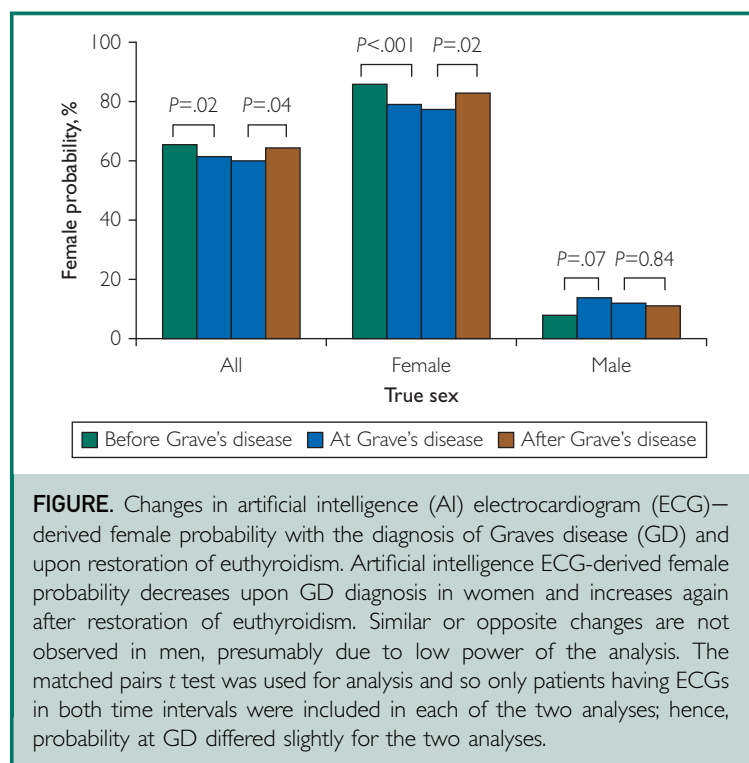 100
80
60
40
20
0
Female probability, %
P=.02
P=.04
P<.001
P=.02
P=.07
P=0.84
All
Female
Male
True sex
Before Grave's disease
At Grave's disease
After Grave's disease
FIGURE. Changes in artificial intelligence (AI) electrocardiogram (ECG)–
derived female probability with the diagnosis of Graves disease (GD) and
upon restoration of euthyroidism. Artificial intelligence ECG-derived female
probability decreases upon GD diagnosis in women and increases again
after restoration of euthyroidism. Similar or opposite changes are not
observed in men, presumably due to low power of the analysis. The
matched pairs t test was used for analysis and so only patients having ECGs
in both time intervals were included in each of the two analyses; hence,
probability at GD differed slightly for the two analyses.